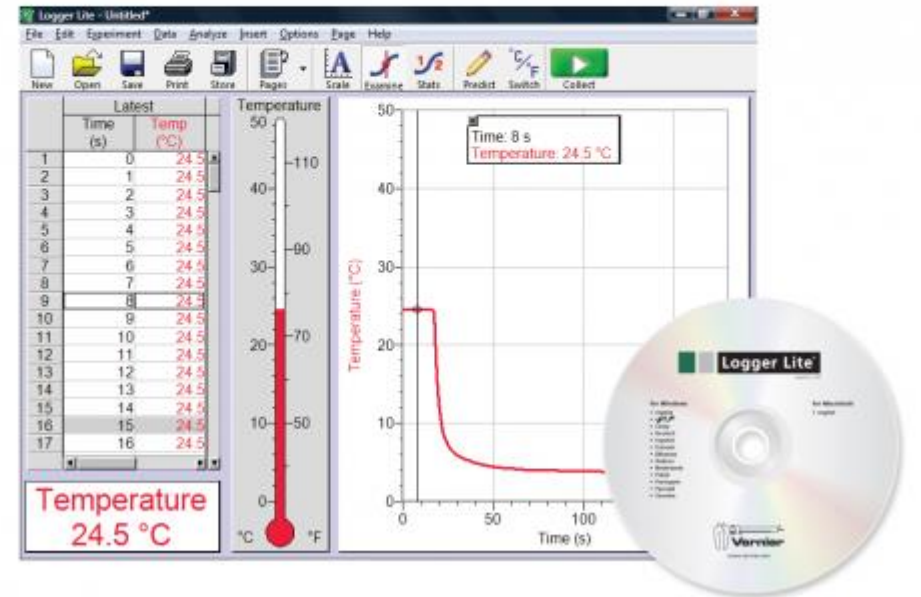 Logger Lite - Untitled*
File Edit Experiment Data Analyze Insert Options Page Help
New Open Save Print Store Pages Scale Examine Stats Predict Switch Collect
°C/°F
Latest
Time (s) Temp (°C)
1 0 24.5
2 1 24.5
3 2 24.5
4 3 24.5
5 4 24.5
6 5 24.5
7 6 24.5
8 7 24.5
9 8 24.5
10 9 24.5
11 10 24.5
12 11 24.5
13 12 24.5
14 13 24.5
15 14 24.5
16 15 24.5
17 16 24.5
Temperature
24.5 °C
Temperature
50
110
40
90
30
20
70
10
50
0
°C °F
Time: 8 s
Temperature: 24.5 °C
Temperature (°C)
50
40
30
20
10
0
0 50 100
Time (s)
Logger Lite
for Windows
for Macintosh
Vernier